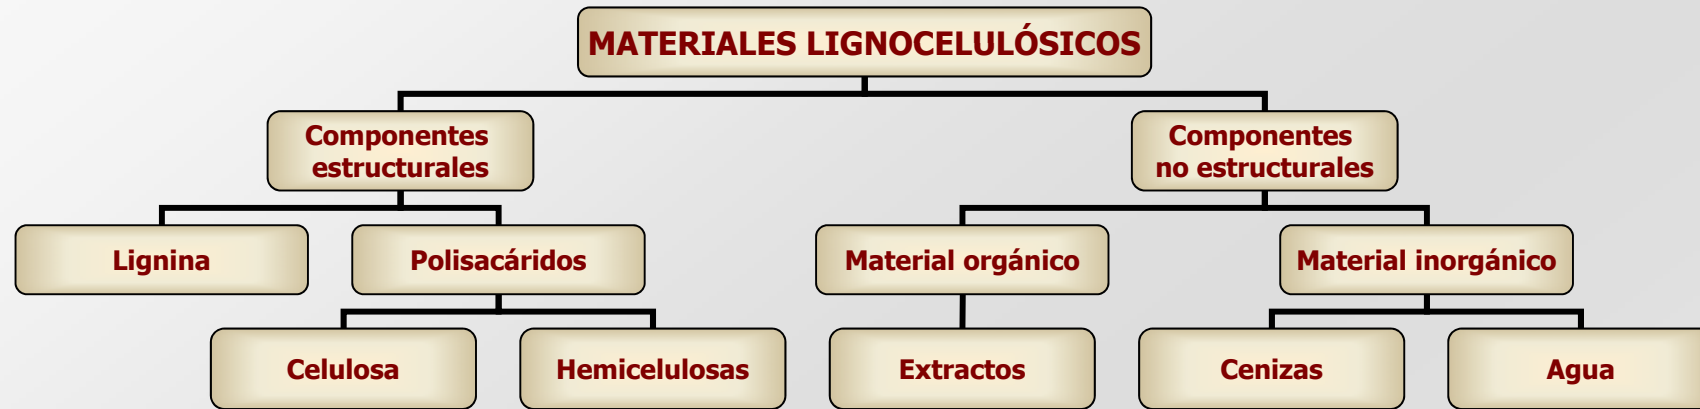 MATERIALES LIGNOCELULÓSICOS
Componentes
estructurales
Componentes
no estructurales
Lignina
Polisacáridos
Material orgánico
Material inorgánico
Celulosa
Hemicelulosas
Extractos
Cenizas
Agua